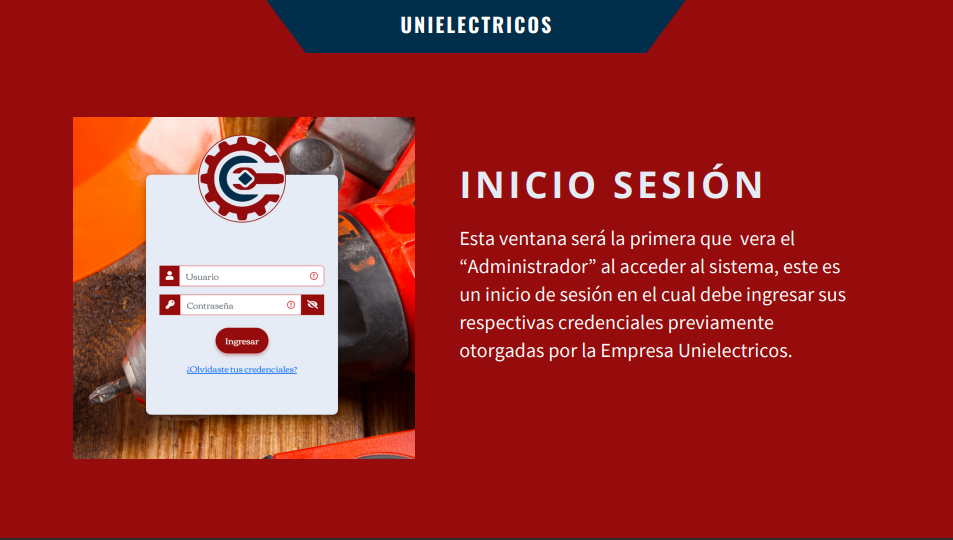 UNIELECTRICOS
INICIO SESIÓN
Esta ventana será la primera que  vera el
“Administrador” al acceder al sistema, este es
un inicio de sesión en el cual debe ingresar sus
respectivas credenciales previamente
otorgadas por la Empresa Unielectricos.
Usuario
Contraseña
Ingresar
¿Olvidaste tus credenciales?